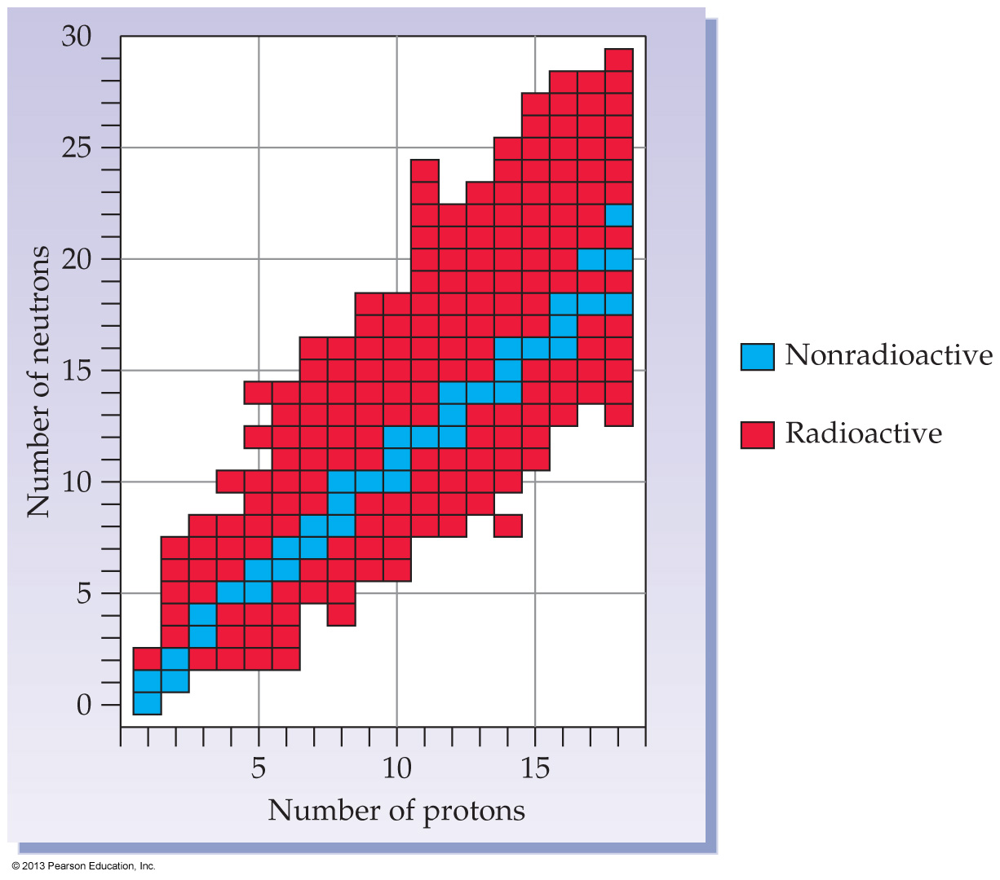 30
25
20
15
10
5
0
Number of neutrons
5 10 15
Number of protons
Nonradioactive
Radioactive
© 2013 Pearson Education, Inc.